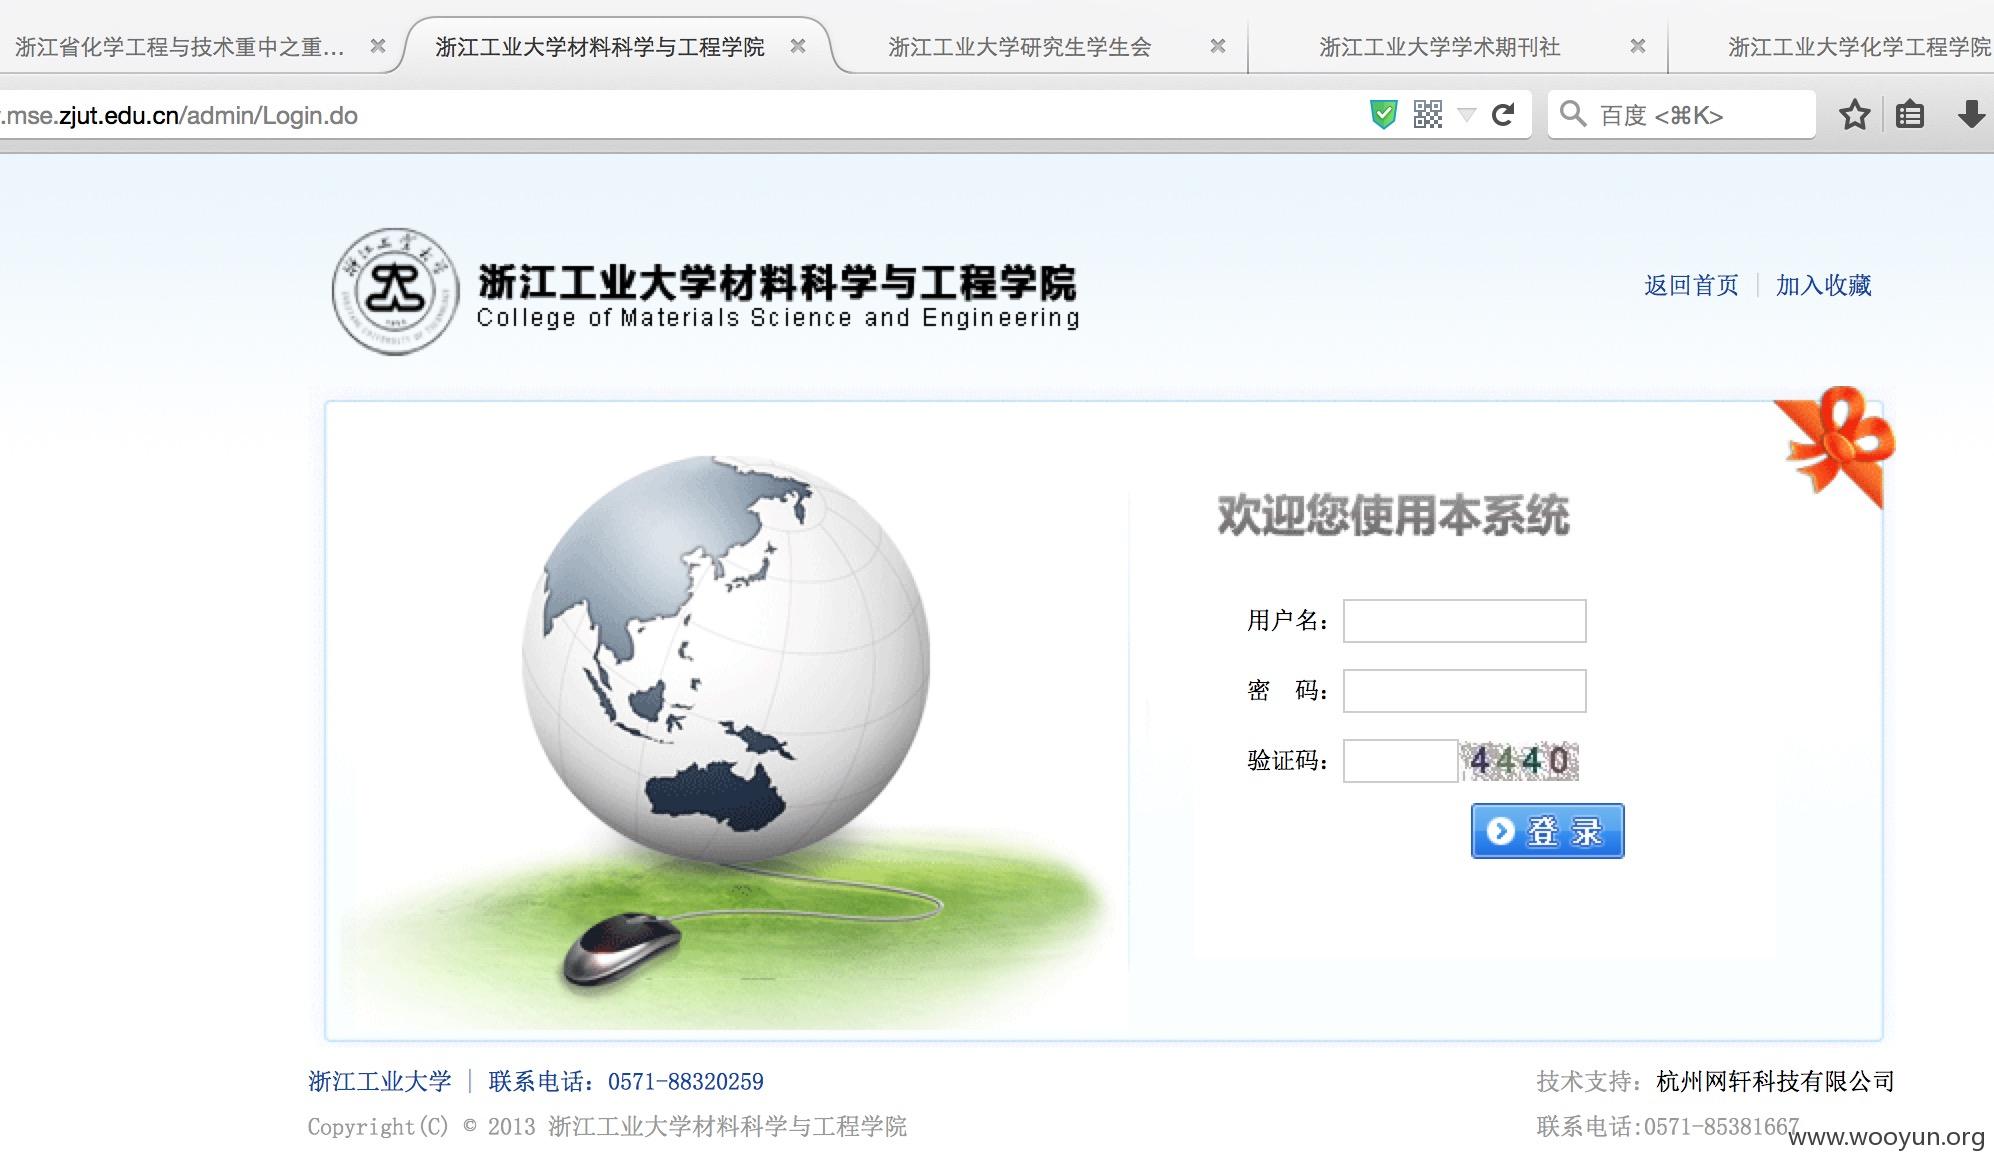 浙江省化学工程与技术重中之重...
浙江工业大学材料科学与工程学院
浙江工业大学研究生学生会
浙江工业大学学术期刊社
浙江工业大学化学工程学院
.mse.zjut.edu.cn/admin/Login.do
百度 <⌘K>
浙江工业大学材料科学与工程学院
College of Materials Science and Engineering
返回首页 | 加入收藏
欢迎您使用本系统
用户名：
密 码：
验证码： 4440
登录
浙江工业大学 | 联系电话：0571-88320259
技术支持：杭州网轩科技有限公司
Copyright(C) © 2013 浙江工业大学材料科学与工程学院
联系电话:0571-85381667
www.wooyun.org